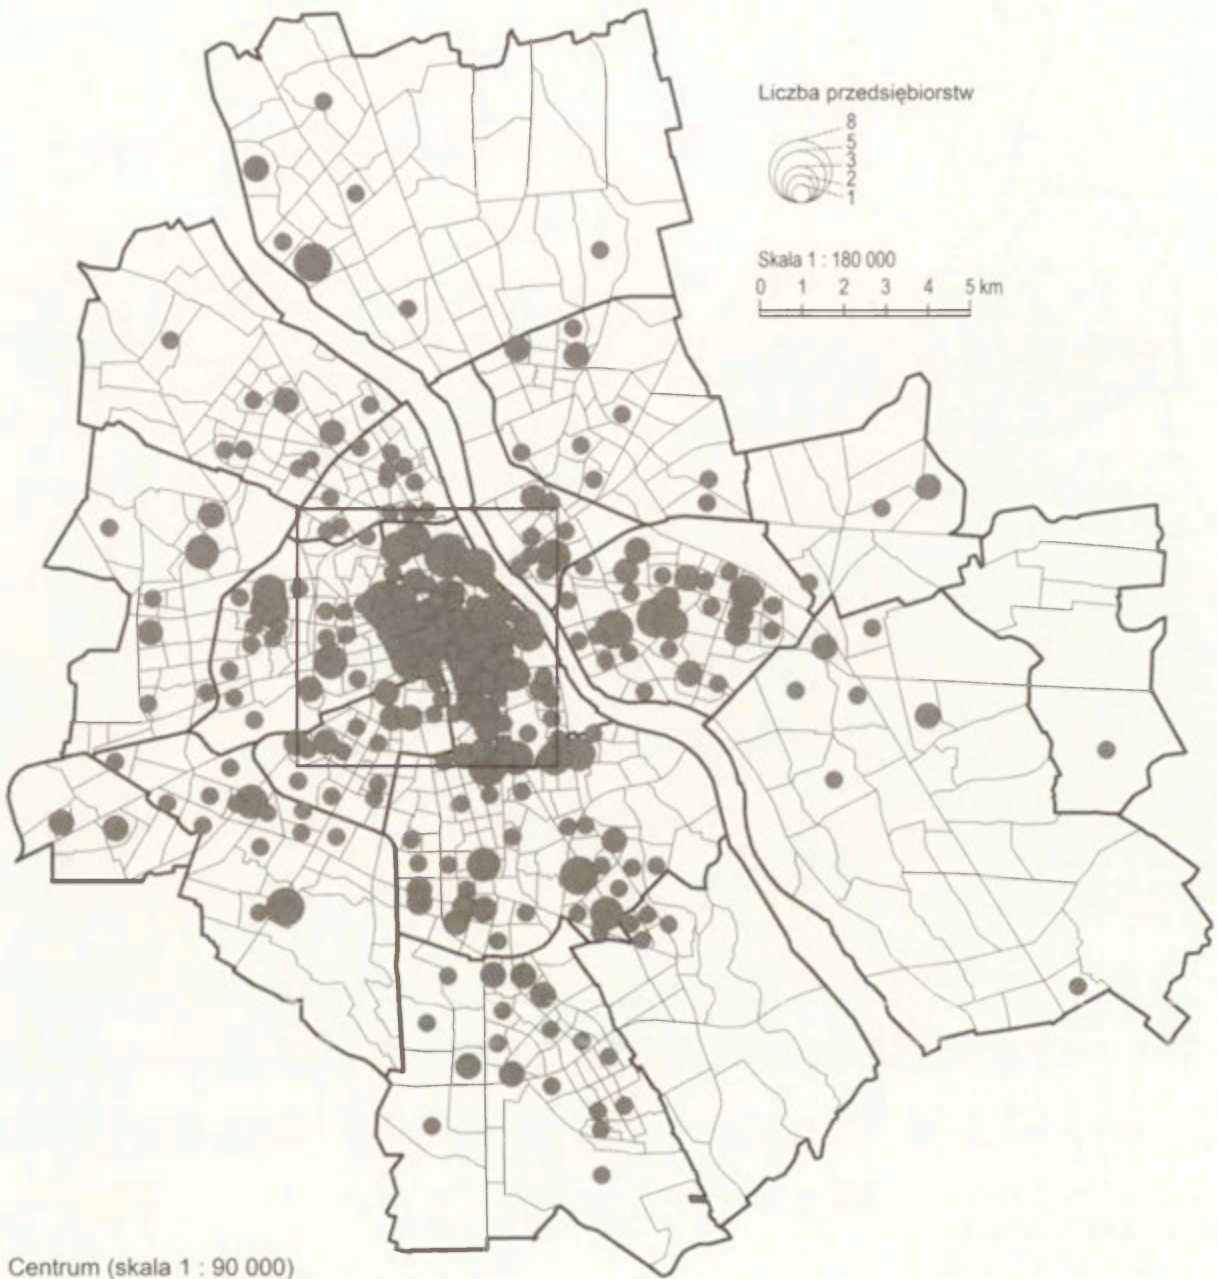 Liczba przedsiębiorstw
8
5
3
2
1
Skala 1 : 180 000
0 1 2 3 4 5 km
Centrum (skala 1 : 90 000)